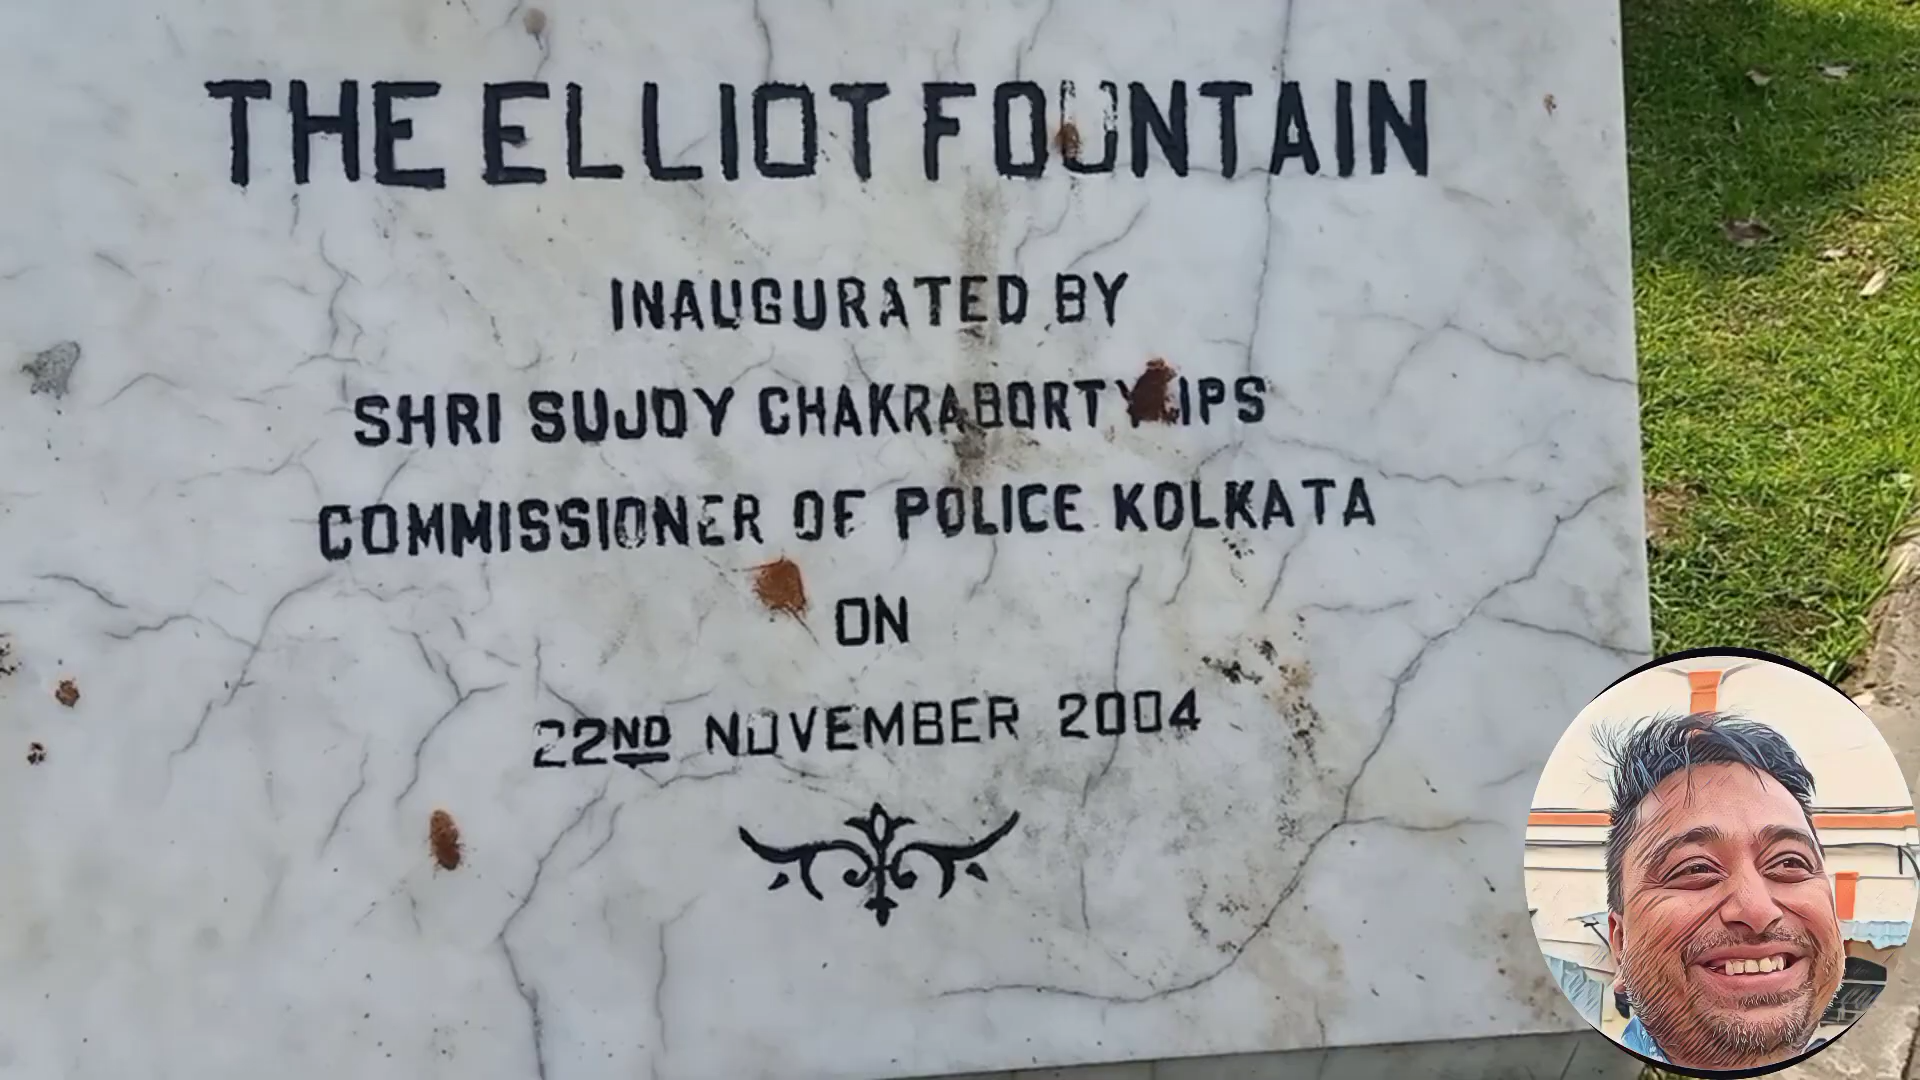 THE ELLIOT FOUNTAIN
INAUGURATED BY
SHRI SUJOY CHAKRABORTY IPS
COMMISSIONER OF POLICE KOLKATA
ON
22ND NOVEMBER 2004